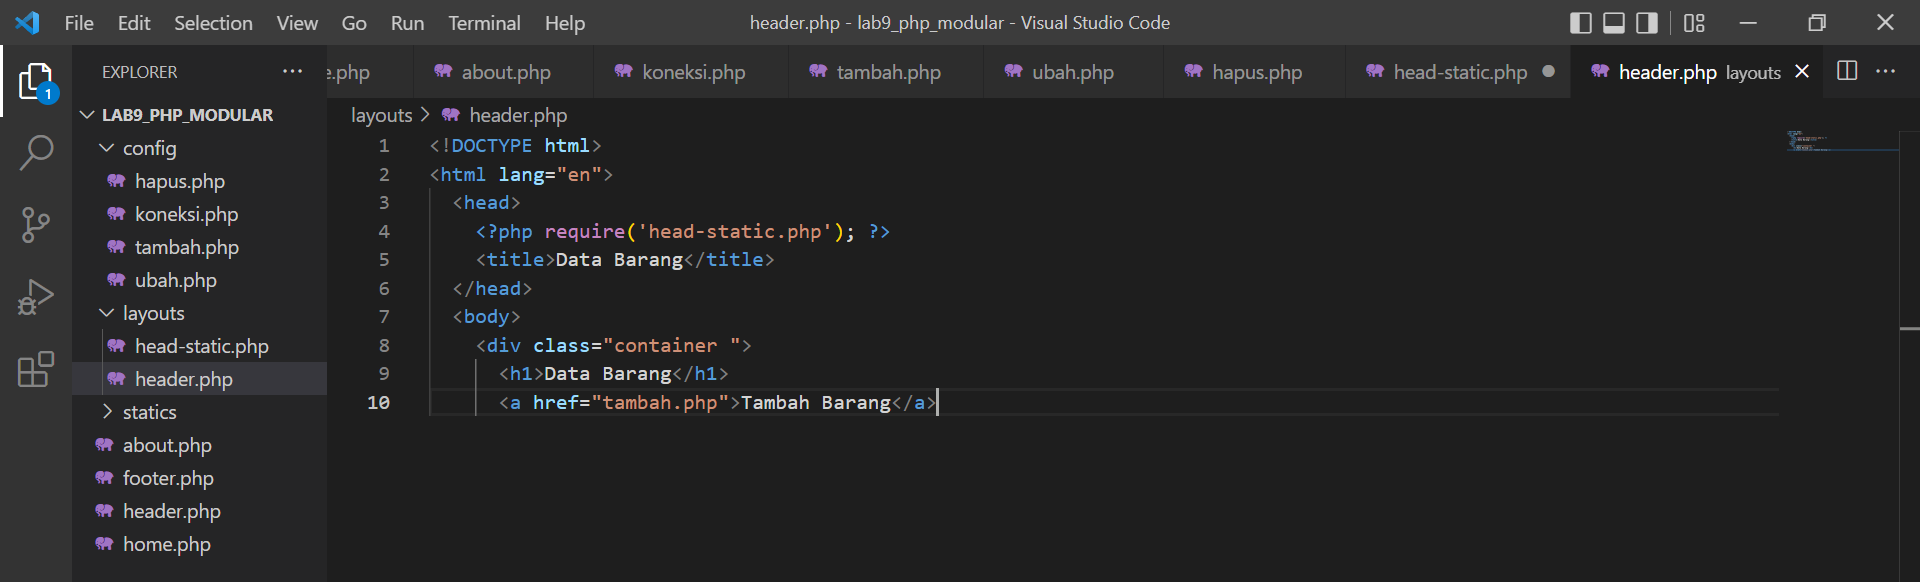 File Edit Selection View Go Run Terminal Help header.php - lab9_php_modular - Visual Studio Code
EXPLORER ···
1
LAB9_PHP_MODULAR
config
hapus.php
koneksi.php
tambah.php
ubah.php
layouts
head-static.php
header.php
statics
about.php
footer.php
header.php
home.php
e.php about.php koneksi.php tambah.php ubah.php hapus.php head-static.php header.php layouts
layouts > header.php
1 <!DOCTYPE html>
2 <html lang="en">
3 <head>
4 <?php require('head-static.php'); ?>
5 <title>Data Barang</title>
6 </head>
7 <body>
8 <div class="container ">
9 <h1>Data Barang</h1>
10 <a href="tambah.php">Tambah Barang</a>